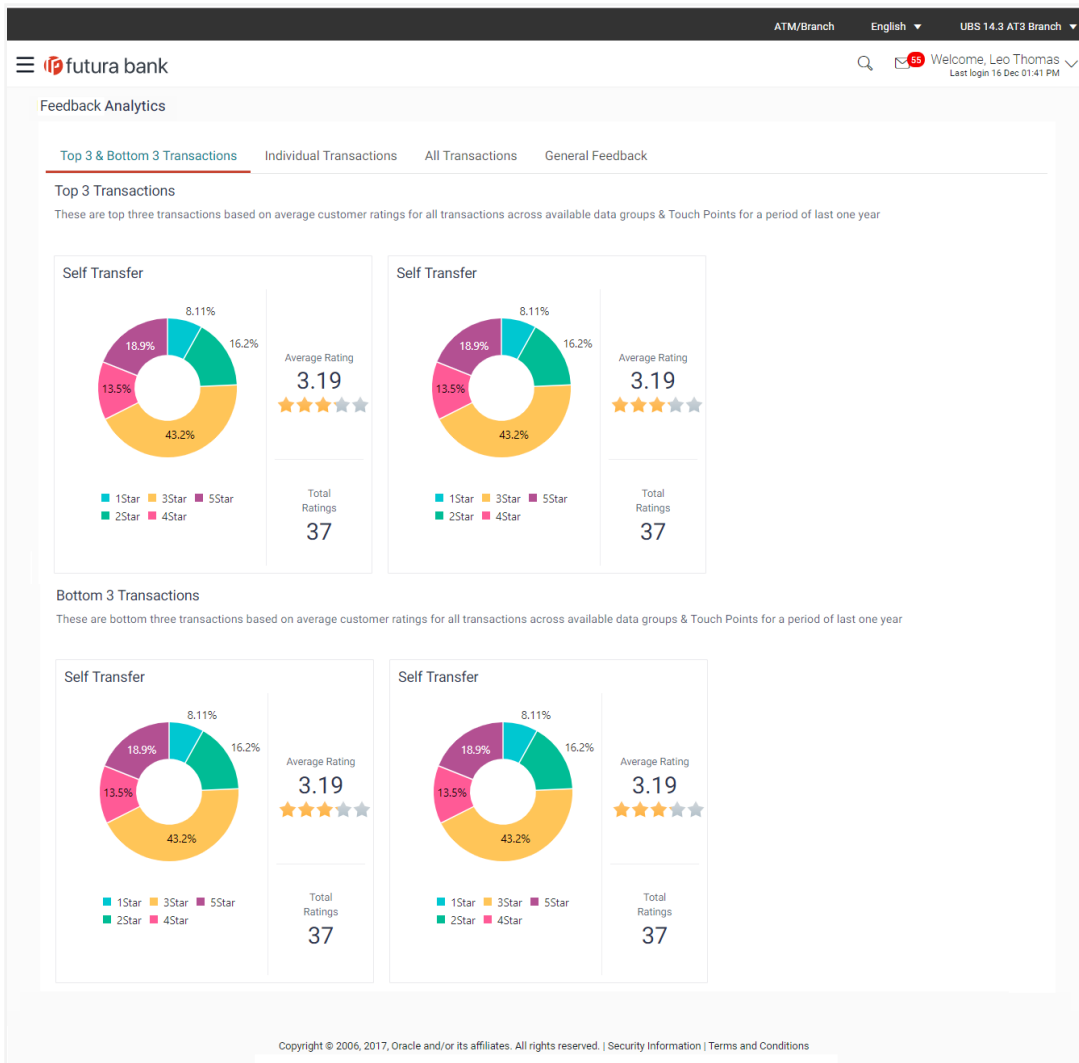 ATM/Branch English UBS 14.3 AT3 Branch
futura bank 55 Welcome, Leo Thomas
Last login 16 Dec 01:41 PM
Feedback Analytics
Top 3 & Bottom 3 Transactions Individual Transactions All Transactions General Feedback
Top 3 Transactions
These are top three transactions based on average customer ratings for all transactions across available data groups & Touch Points for a period of last one year
Self Transfer
8.11%
16.2%
18.9%
13.5%
43.2%
1Star 3Star 5Star
2Star 4Star
Average Rating
3.19
Total
Ratings
37
Self Transfer
8.11%
16.2%
18.9%
13.5%
43.2%
1Star 3Star 5Star
2Star 4Star
Average Rating
3.19
Total
Ratings
37
Bottom 3 Transactions
These are bottom three transactions based on average customer ratings for all transactions across available data groups & Touch Points for a period of last one year
Self Transfer
8.11%
16.2%
18.9%
13.5%
43.2%
1Star 3Star 5Star
2Star 4Star
Average Rating
3.19
Total
Ratings
37
Self Transfer
8.11%
16.2%
18.9%
13.5%
43.2%
1Star 3Star 5Star
2Star 4Star
Average Rating
3.19
Total
Ratings
37
Copyright © 2006, 2017, Oracle and/or its affiliates. All rights reserved. | Security Information | Terms and Conditions